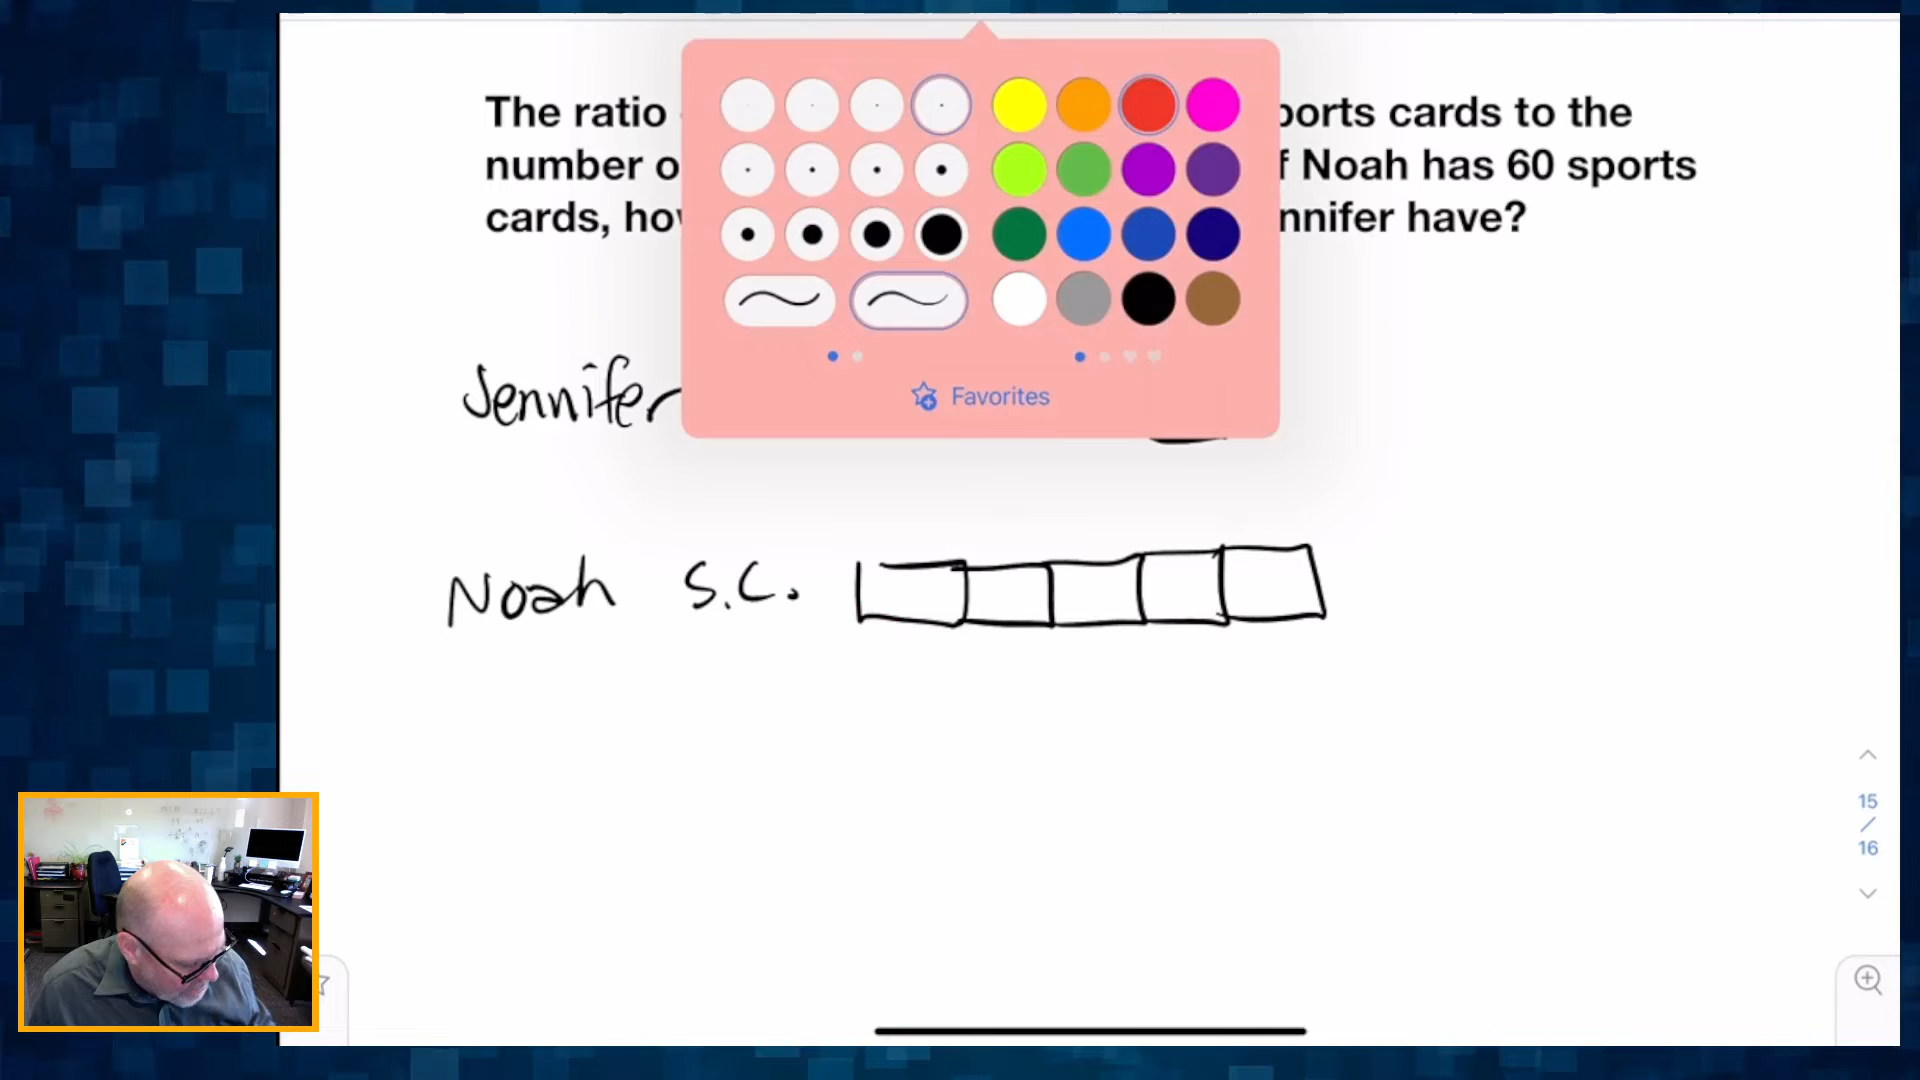 The ratio ports cards to the
number o f Noah has 60 sports
cards, ho nnifer have?
Favorites
Jennifer
Noah S.C.
15
/
16